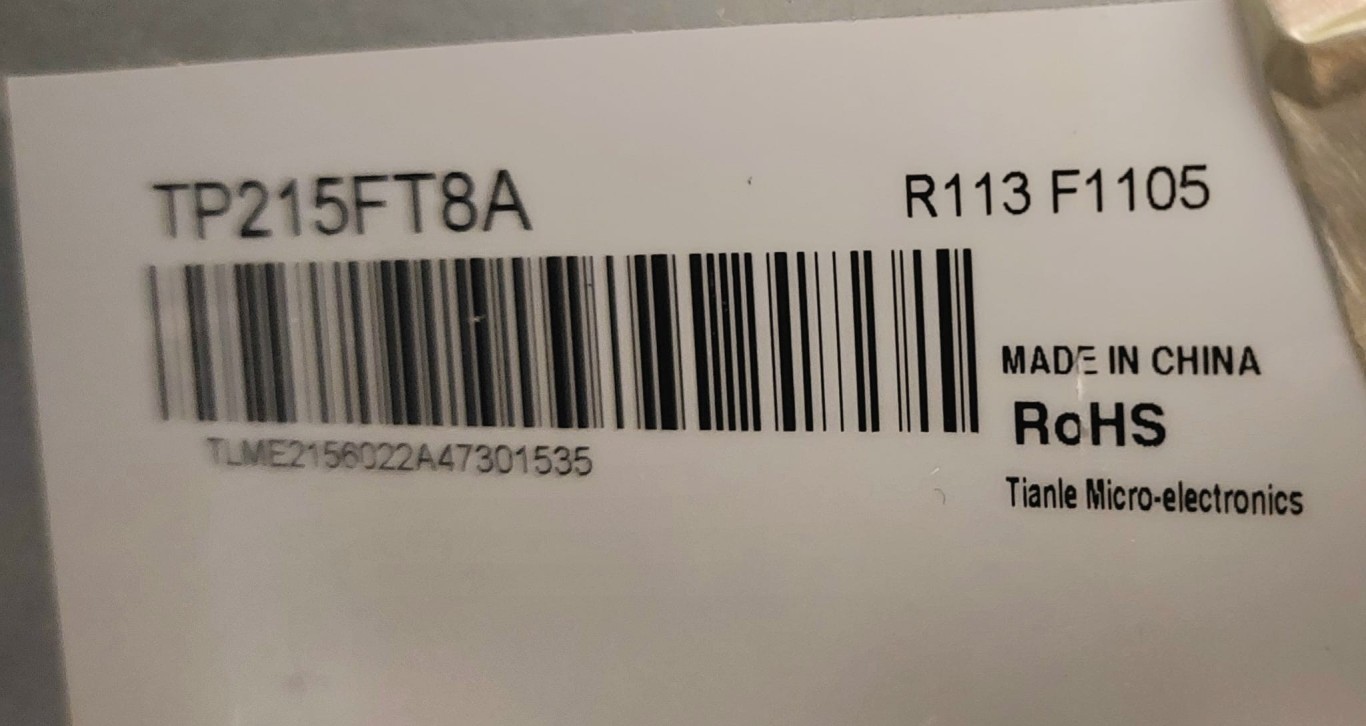 TP215FT8A
R113 F1105
TLME2156022A47301535
MADE IN CHINA
RoHS
Tianle Micro-electronics